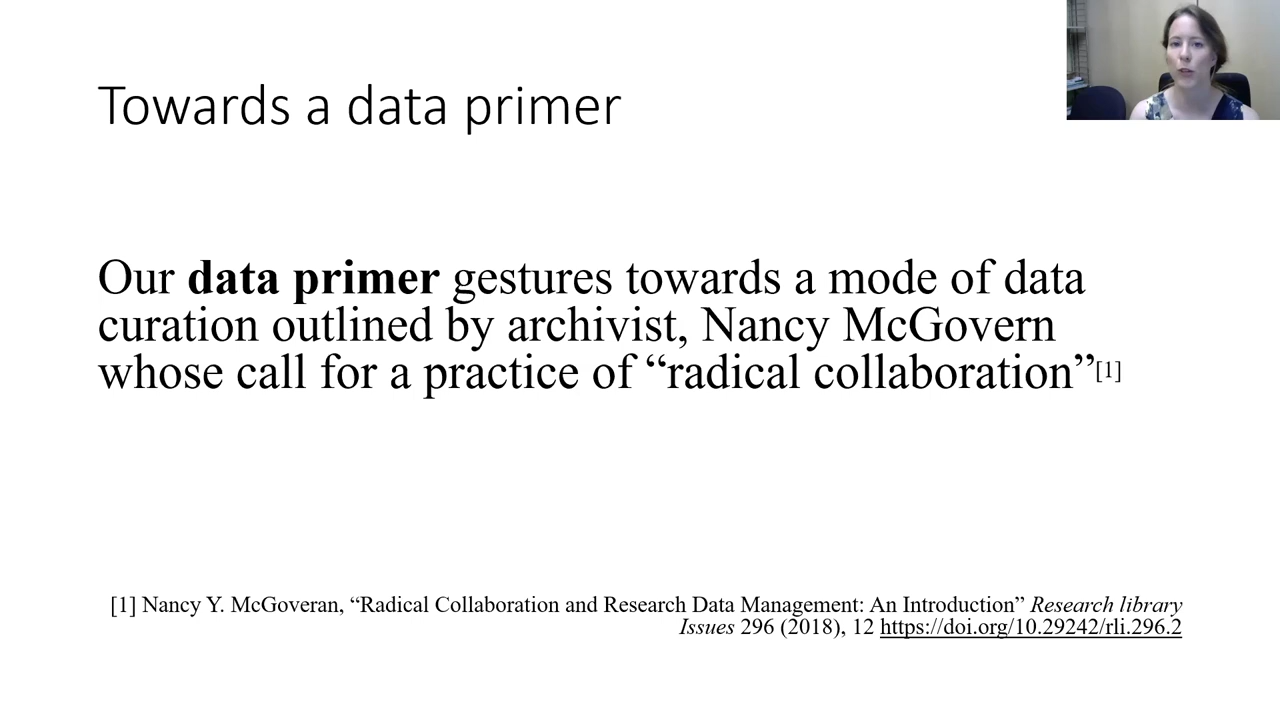 Towards a data primer
Our data primer gestures towards a mode of data
curation outlined by archivist, Nancy McGovern
whose call for a practice of “radical collaboration”[1]
[1] Nancy Y. McGoveran, “Radical Collaboration and Research Data Management: An Introduction” Research library
Issues 296 (2018), 12 https://doi.org/10.29242/rli.296.2